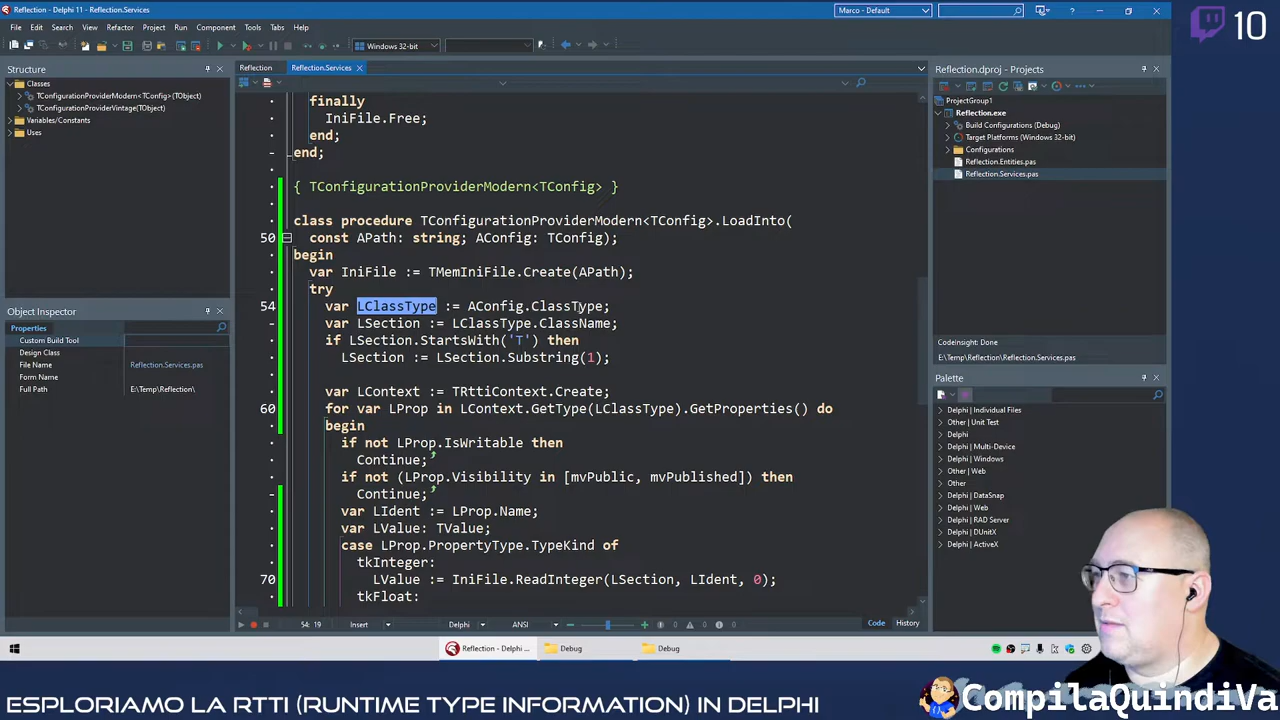 Reflection - Delphi 11 - Reflection.Services
Marco - Default
10
File Edit Search View Refactor Project Run Component Tools Tabs Help
Windows 32-bit
Structure
Reflection
Reflection.Services
Reflection.dproj - Projects
Classes
TConfigurationProviderModern<TConfig>(TObject)
TConfigurationProviderVintage(TObject)
Variables/Constants
Uses
finally
IniFile.Free;
end;
end;
{ TConfigurationProviderModern<TConfig> }
class procedure TConfigurationProviderModern<TConfig>.LoadInto(
50 const APath: string; AConfig: TConfig);
begin
var IniFile := TMemIniFile.Create(APath);
try
54 var LClassType := AConfig.ClassType;
var LSection := LClassType.ClassName;
if LSection.StartsWith('T') then
LSection := LSection.Substring(1);
var LContext := TRttiContext.Create;
60 for var LProp in LContext.GetType(LClassType).GetProperties() do
begin
if not LProp.IsWritable then
Continue;
if not (LProp.Visibility in [mvPublic, mvPublished]) then
Continue;
var LIdent := LProp.Name;
var LValue: TValue;
case LProp.PropertyType.TypeKind of
tkInteger:
70 LValue := IniFile.ReadInteger(LSection, LIdent, 0);
tkFloat:
ProjectGroup1
Reflection.exe
Build Configurations (Debug)
Target Platforms (Windows 32-bit)
Configurations
Reflection.Entities.pas
Reflection.Services.pas
Object Inspector
Properties
Custom Build Tool
Design Class
File Name Reflection.Services.pas
Form Name
Full Path E:\Temp\Reflection\
CodeInsight: Done.
E:\Temp\Reflection\Reflection.Services.pas
Palette
Delphi | Individual Files
Other | Unit Test
Delphi
Delphi | Multi-Device
Delphi | Windows
Other | Web
Other
Delphi | DataSnap
Delphi | Web
Delphi | RAD Server
Delphi | DUnitX
Delphi | ActiveX
54: 19 Insert Delphi ANSI 0 0 0 Code History
Reflection - Delphi ...
Debug
Debug
ESPLORIAMO LA RTTI (RUNTIME TYPE INFORMATION) IN DELPHI
CompilaQuindiVa